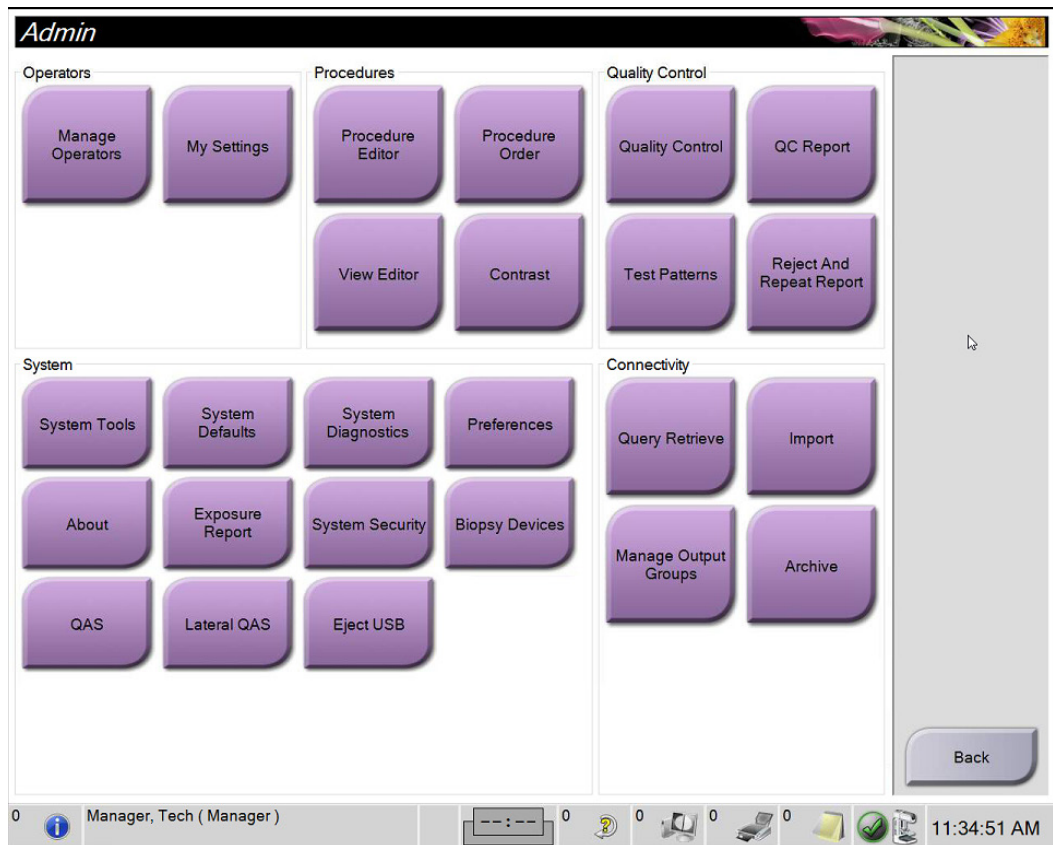 Admin
Operators
Manage
Operators
My Settings
Procedures
Procedure
Editor
Procedure
Order
View Editor
Contrast
Quality Control
Quality Control
QC Report
Test Patterns
Reject And
Repeat Report
System
System Tools
System
Defaults
System
Diagnostics
Preferences
About
Exposure
Report
System Security
Biopsy Devices
QAS
Lateral QAS
Eject USB
Connectivity
Query Retrieve
Import
Manage Output
Groups
Archive
Back
0
Manager, Tech ( Manager )
--:--
0
0
0
0
11:34:51 AM